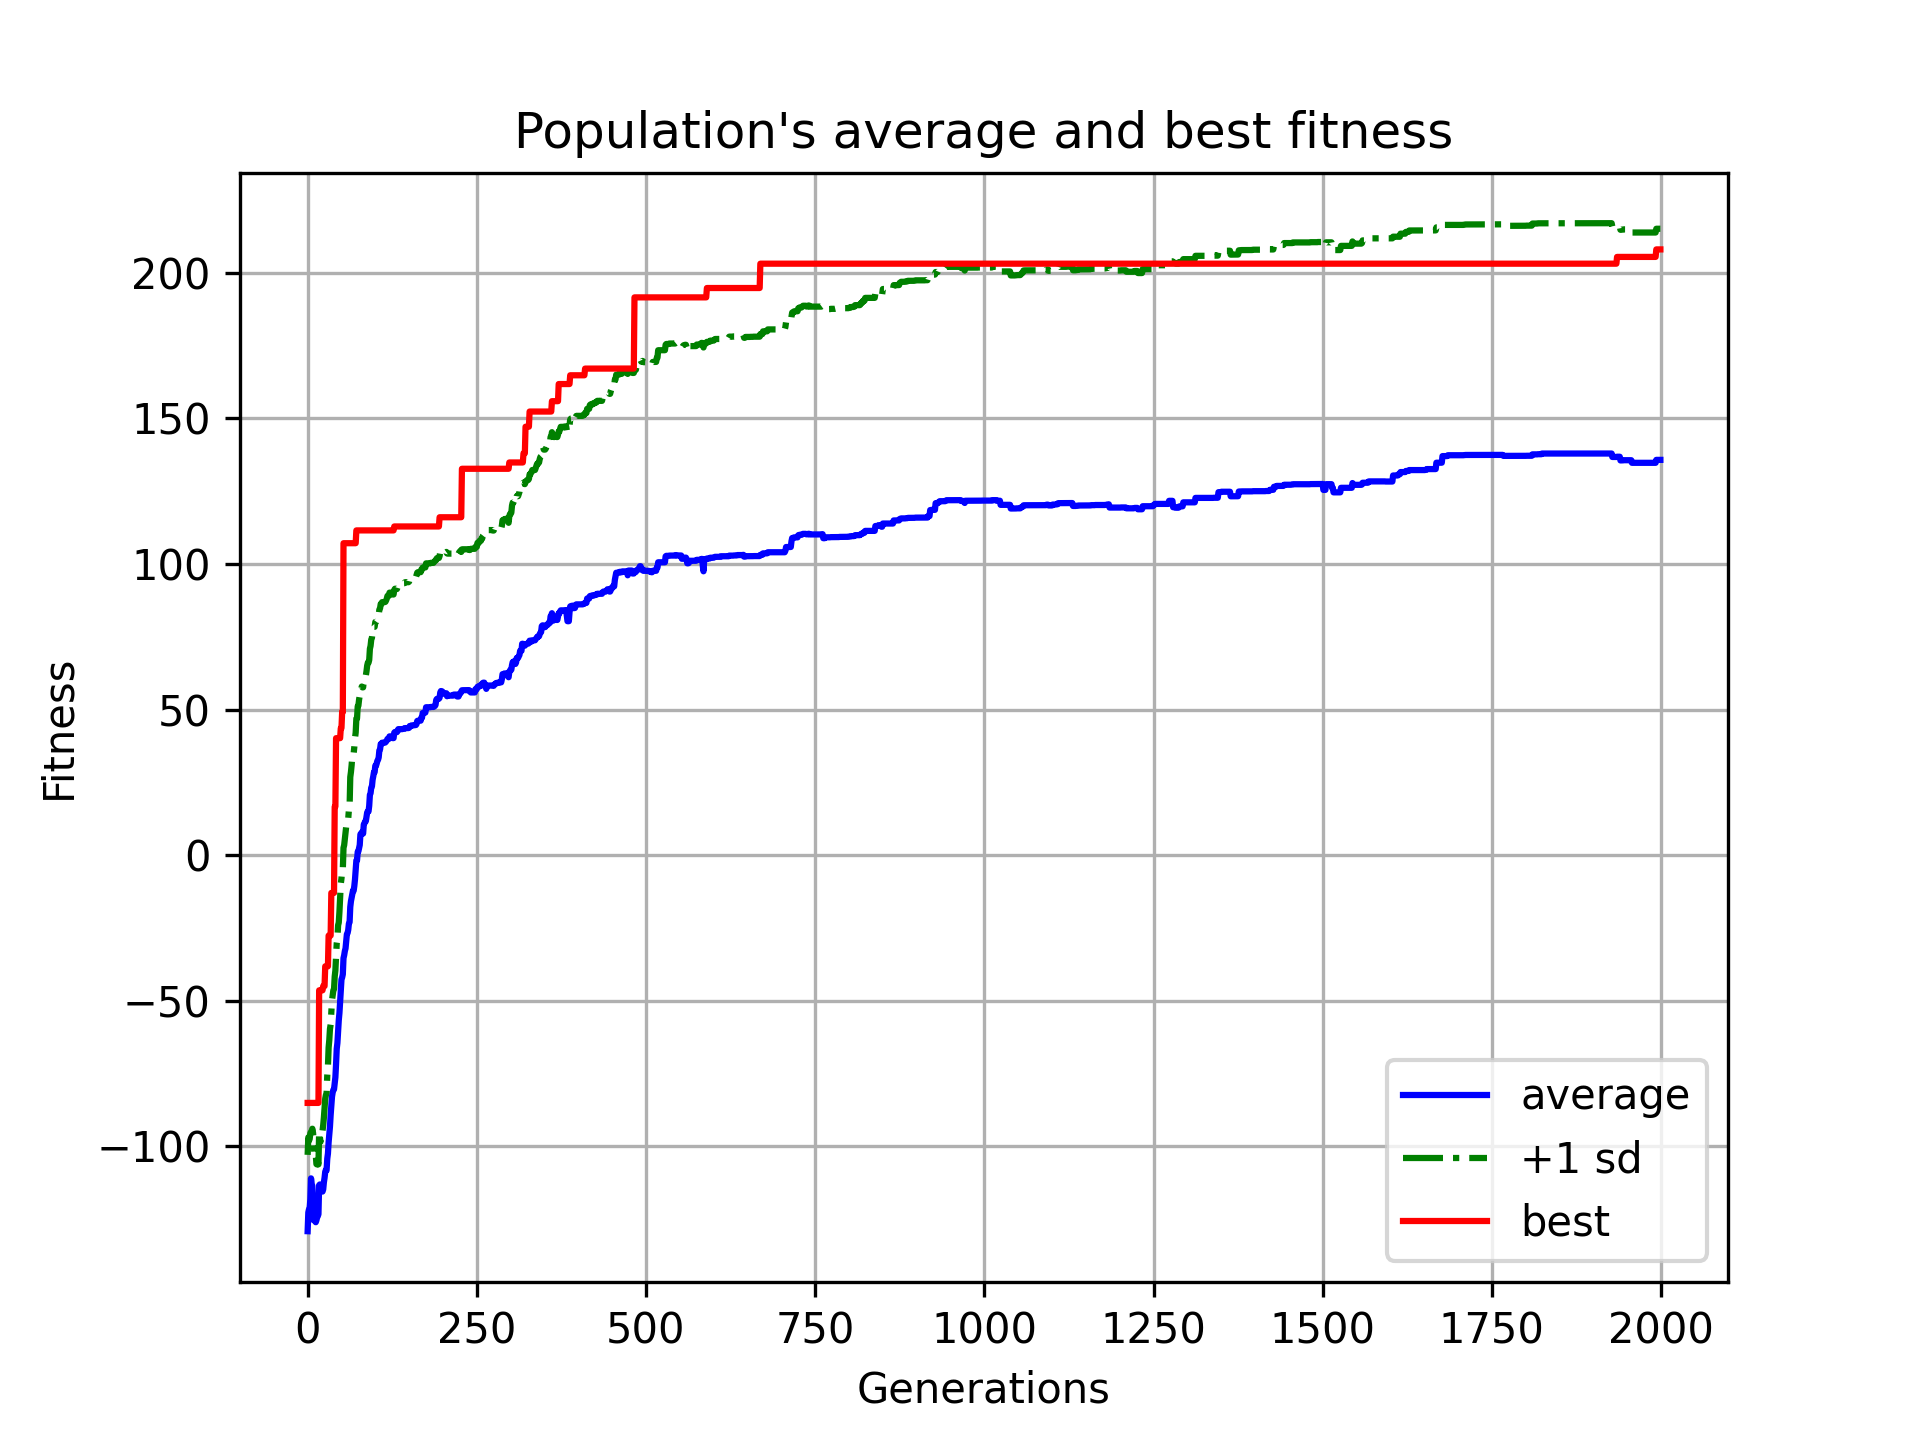 Population's average and best fitness
Fitness
200
150
100
50
0
−50
−100
0 250 500 750 1000 1250 1500 1750 2000
Generations
average
+1 sd
best